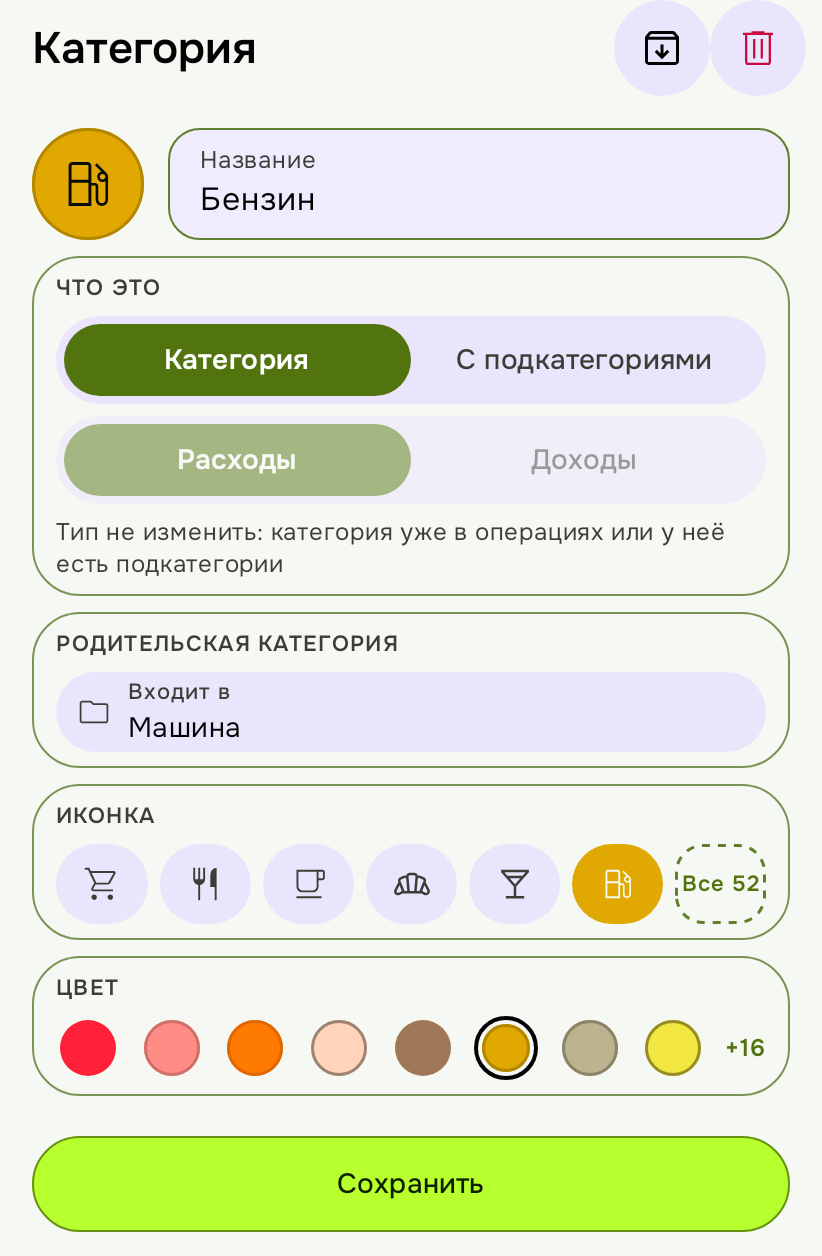 Категория
Название
Бензин
ЧТО ЭТО
Категория
С подкатегориями
Расходы
Доходы
Тип не изменить: категория уже в операциях или у неё
есть подкатегории
РОДИТЕЛЬСКАЯ КАТЕГОРИЯ
Входит в
Машина
ИКОНКА
Все 52
ЦВЕТ
+16
Сохранить